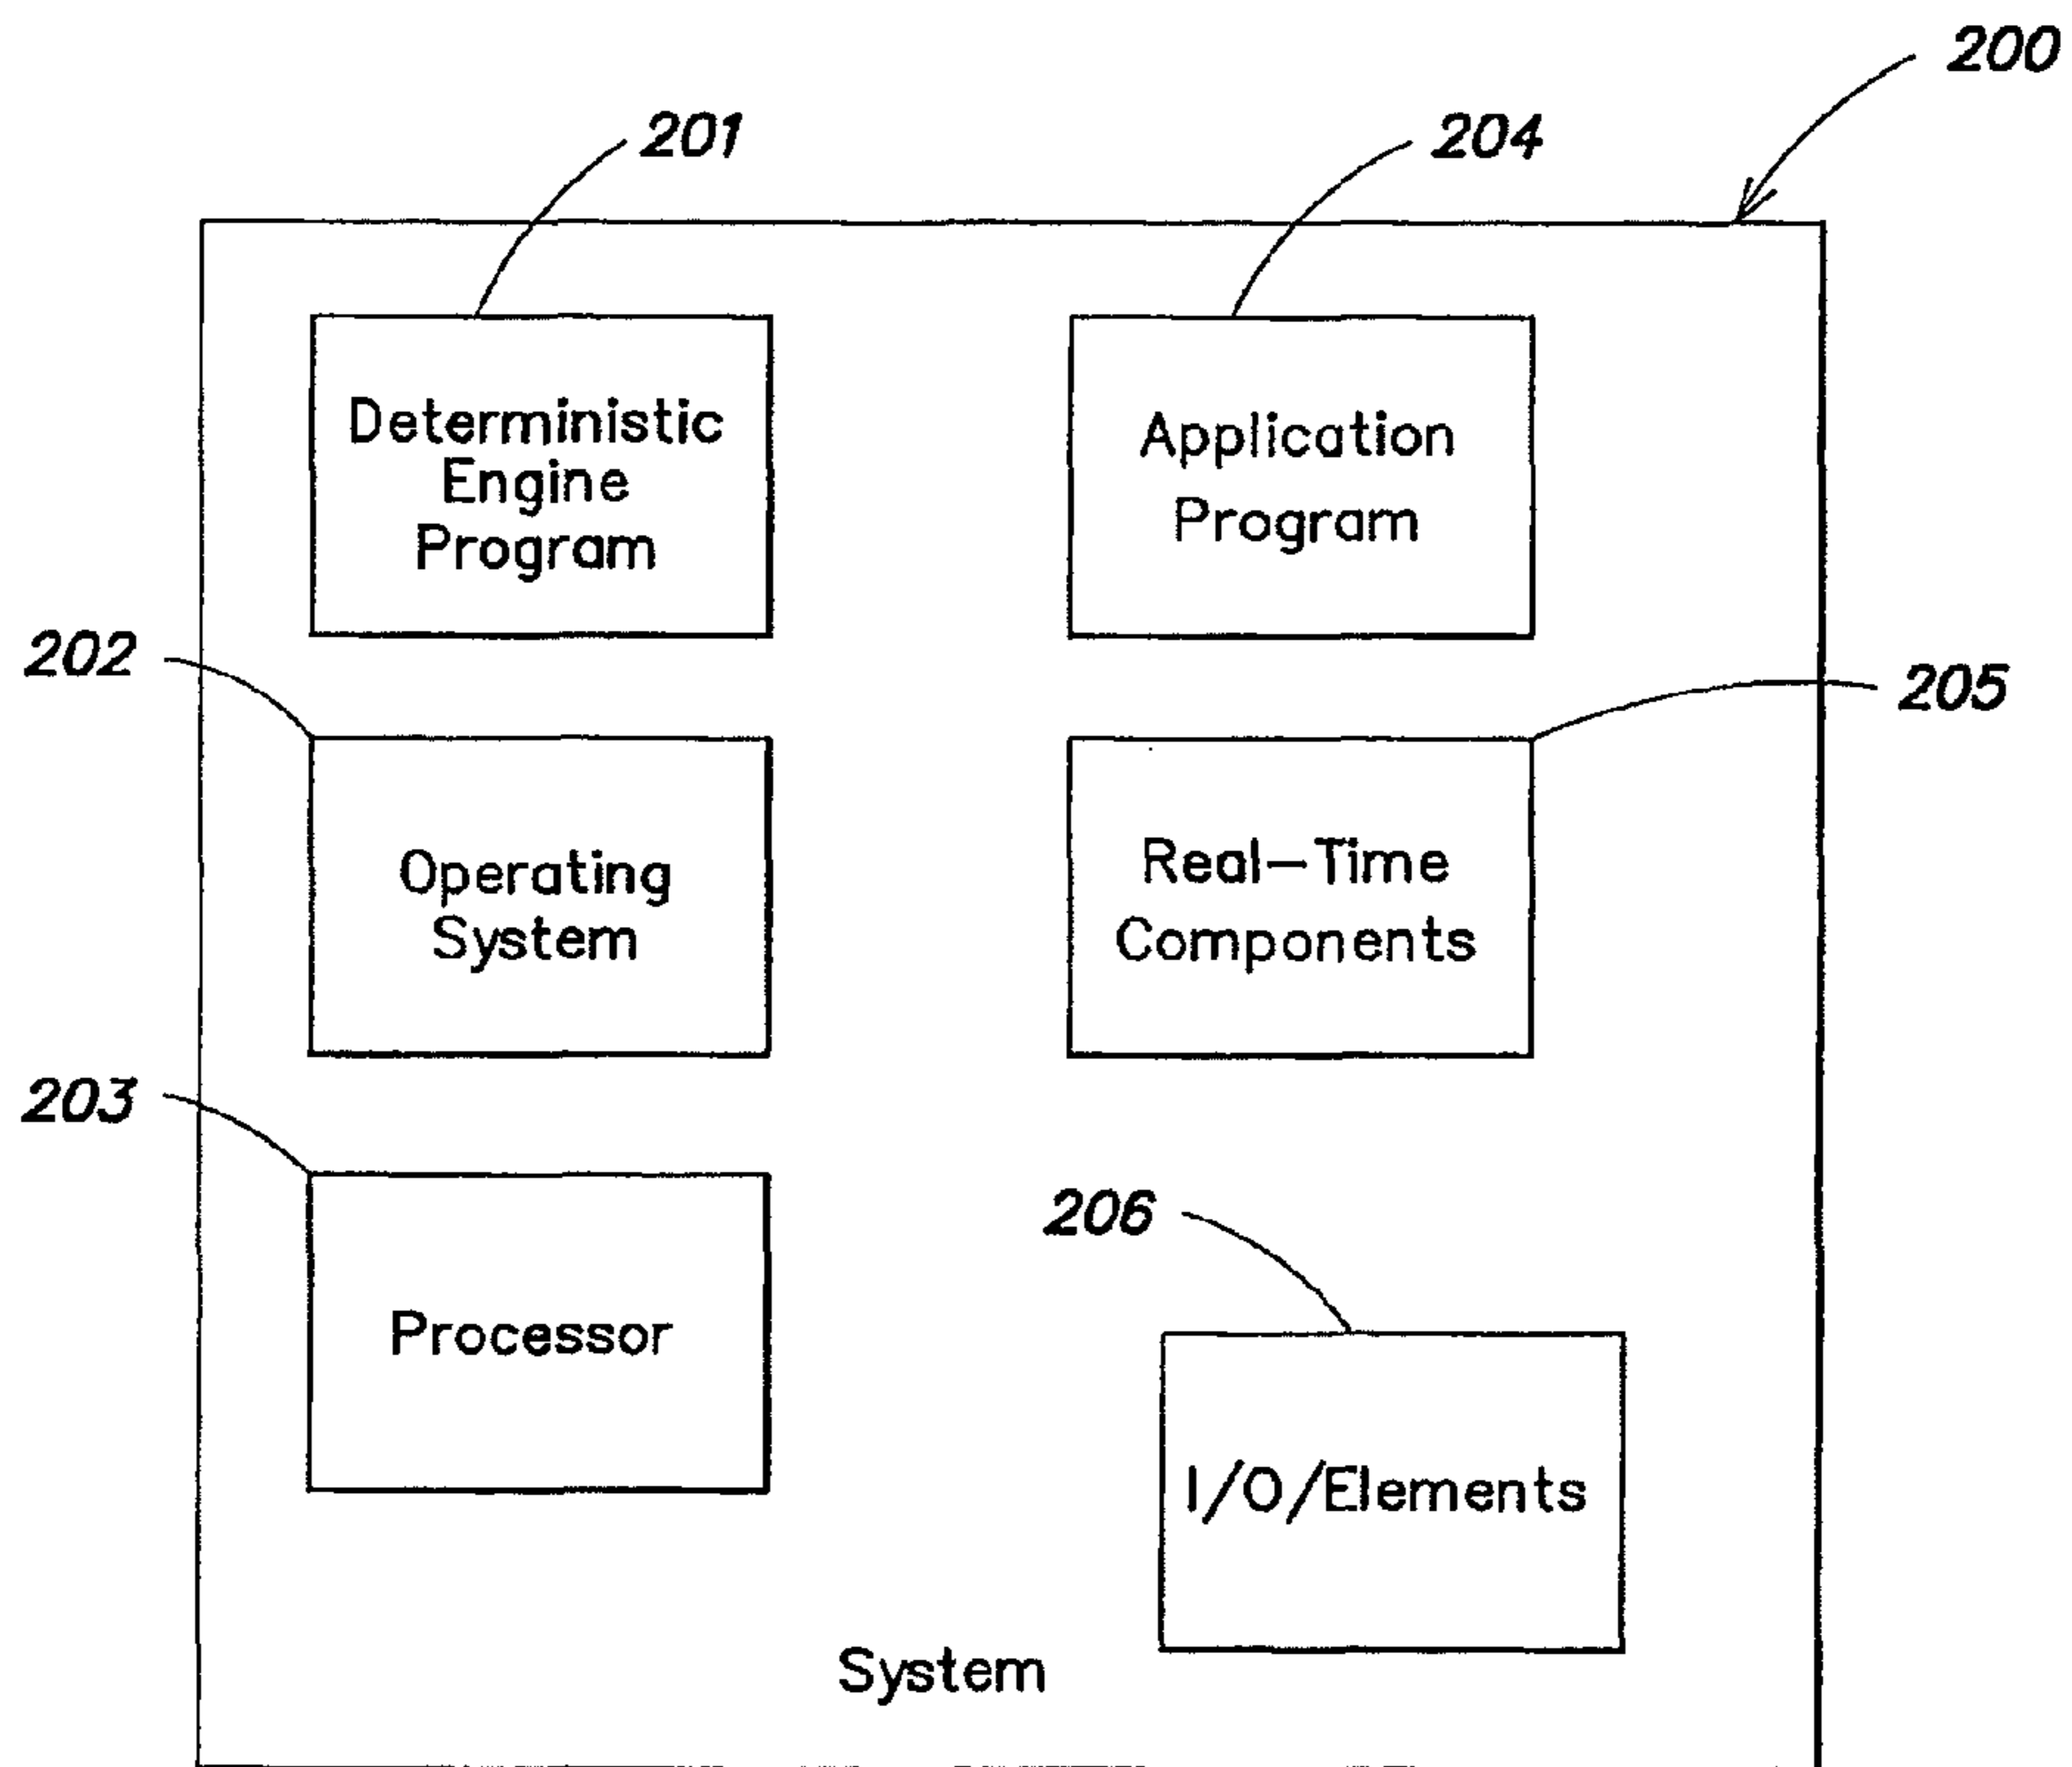 200
201
204
Deterministic
Engine
Program
Application
Program
202
205
Operating
System
Real-Time
Components
203
206
Processor
I/O/Elements
System